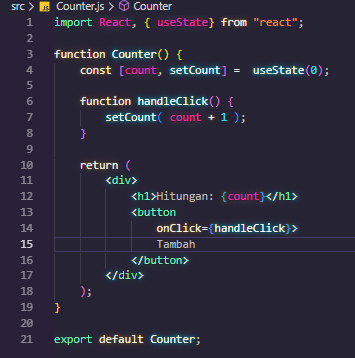 src > Counter.js > Counter
1 import React, { useState} from "react";
2
3 function Counter() {
4 const [count, setCount] =  useState(0);
5
6 function handleClick() {
7 setCount( count + 1 );
8 }
9
10 return (
11 <div>
12 <h1>Hitungan: {count}</h1>
13 <button
14 onClick={handleClick}>
15 Tambah
16 </button>
17 </div>
18 );
19 }
20
21 export default Counter;